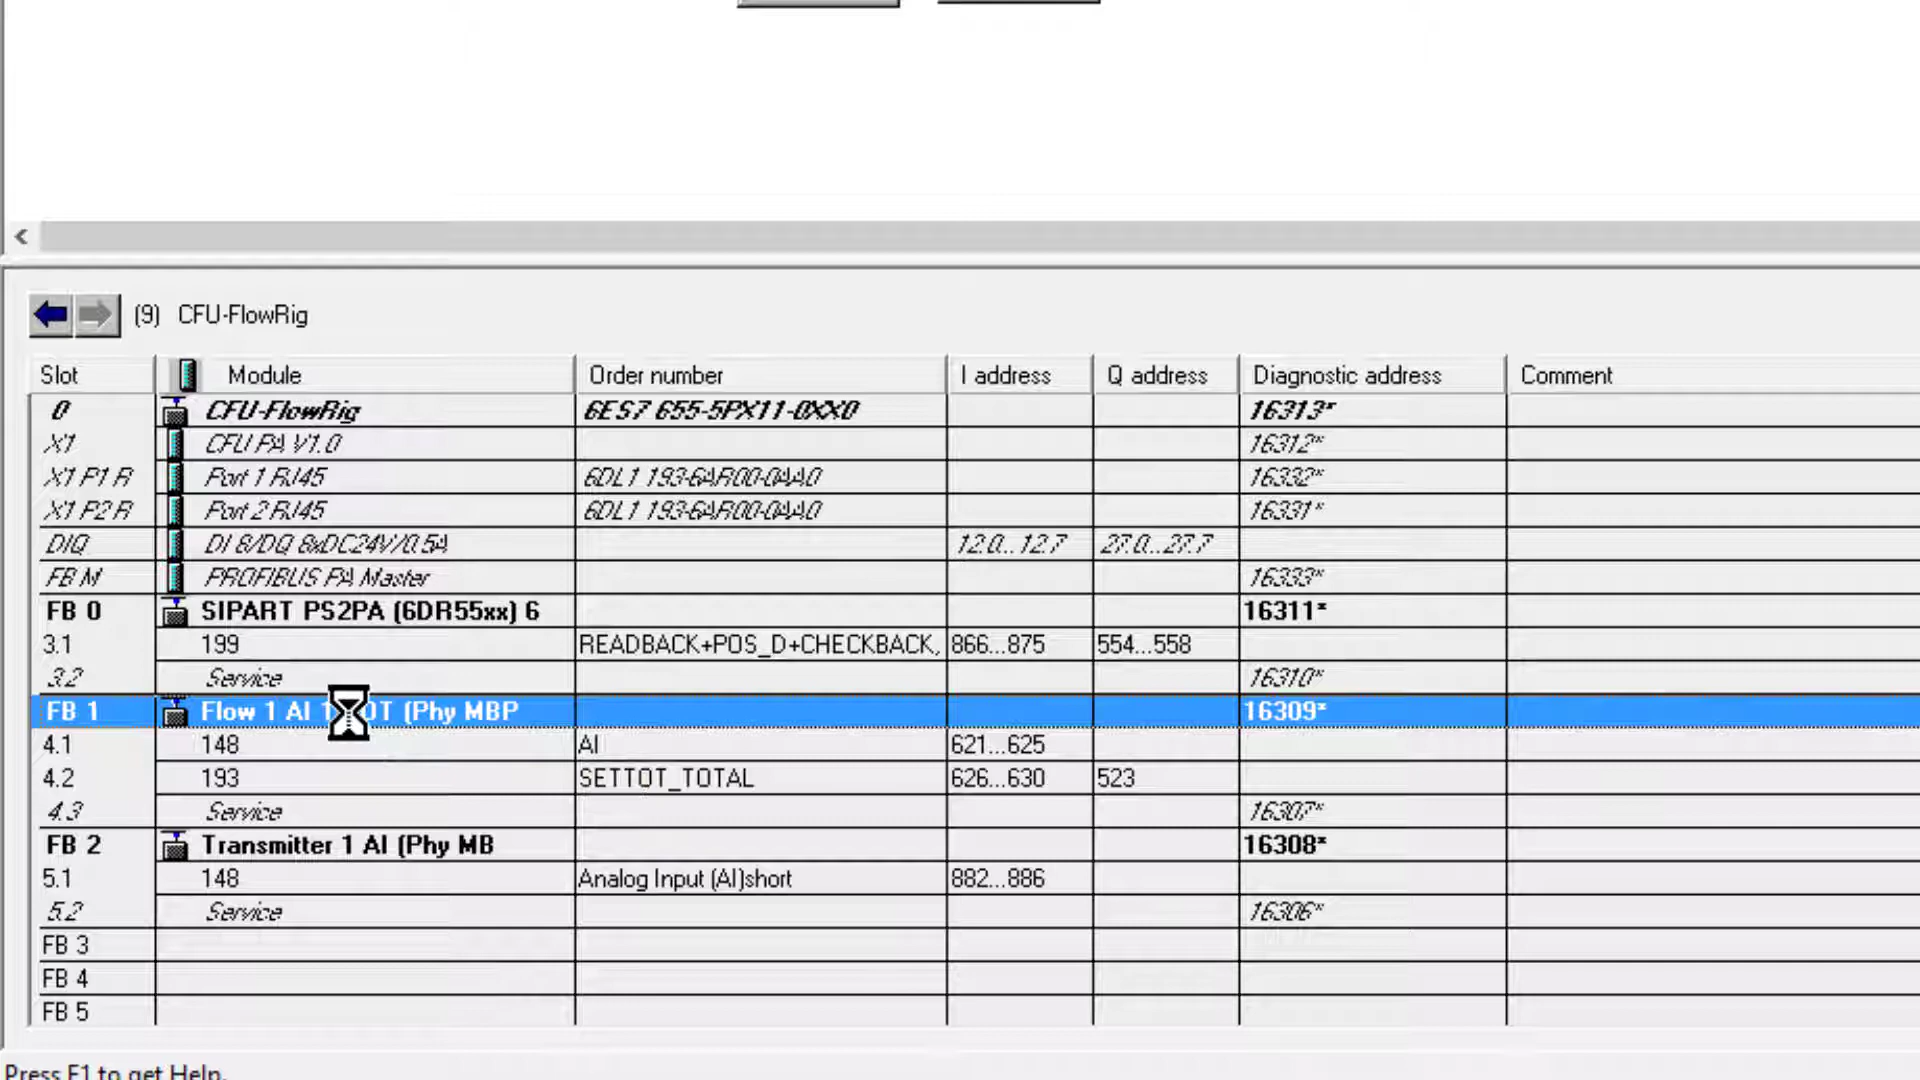 <
(9) CFU-FlowRig
Slot Module Order number I address Q address Diagnostic address Comment
0 CFU-FlowRig 6ES7 655-5PX11-0XX0 16313*
X1 CFU PA V1.0 16312*
X1 P1 R Port 1 RJ45 6DL1 193-6AR00-0AA0 16332*
X1 P2 R Port 2 RJ45 6DL1 193-6AR00-0AA0 16331*
DIQ DI 8/DQ 8xDC24V/0.5A 12.0...12.7 27.0...27.7
FB M PROFIBUS PA Master 16333*
FB 0 SIPART PS2PA (6DR55xx) 6 16311*
3.1 199 READBACK+POS_D+CHECKBACK, 866...875 554...558
3.2 Service 16310*
FB 1 Flow 1 AI (Phy MBP 16309*
4.1 148 AI 621...625
4.2 193 SETTOT_TOTAL 626...630 523
4.3 Service 16307*
FB 2 Transmitter 1 AI (Phy MB 16308*
5.1 148 Analog Input (AI)short 882...886
5.2 Service 16306*
FB 3
FB 4
FB 5
Press F1 to get Help.